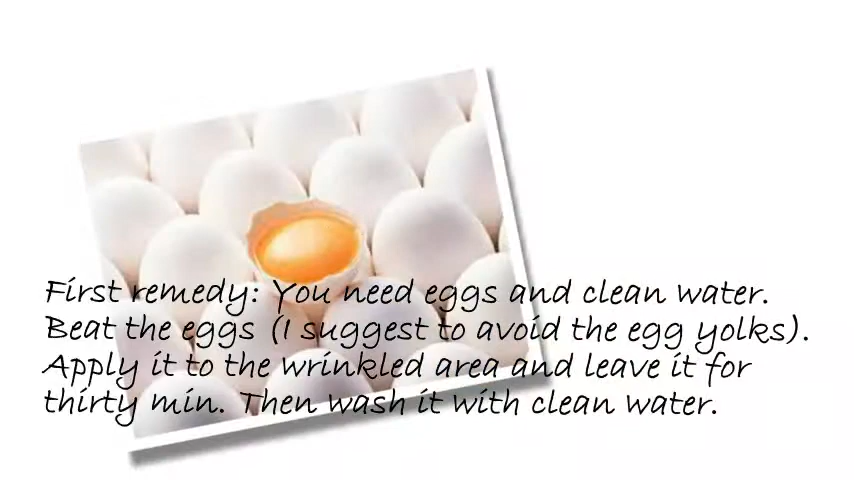 First remedy: You need eggs and clean water.
Beat the eggs (I suggest to avoid the egg yolks).
Apply it to the wrinkled area and leave it for
thirty min. Then wash it with clean water.